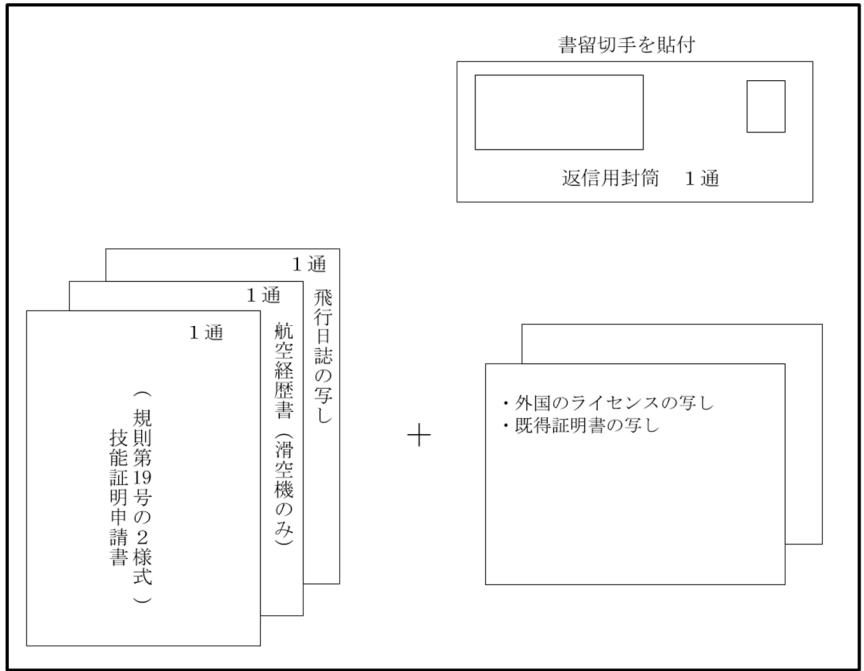 書留切手を貼付
返信用封筒　１通
１通
飛行日誌の写し
１通
航空経歴書（滑空機のみ）
１通
（規則第19号の２様式）
技能証明申請書
＋
・外国のライセンスの写し
・既得証明書の写し